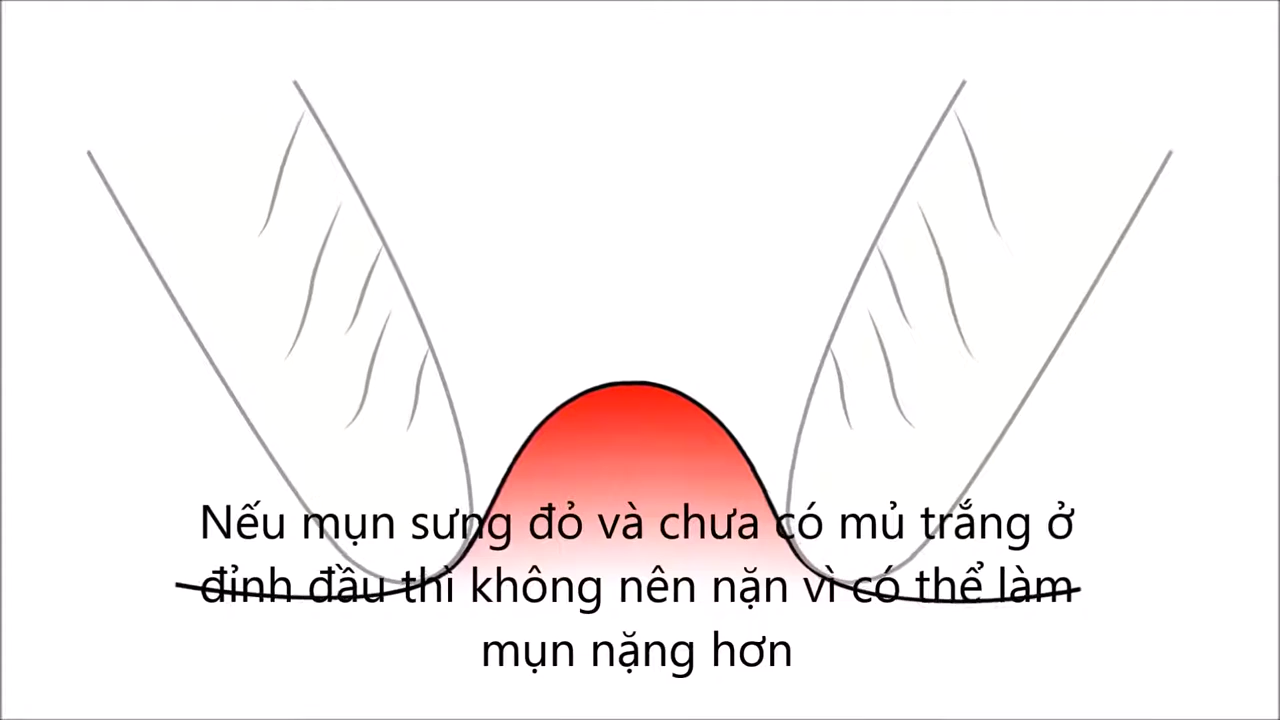 Nếu mụn sưng đỏ và chưa có mủ trắng ở
đỉnh đầu thì không nên nặn vì có thể làm
mụn nặng hơn